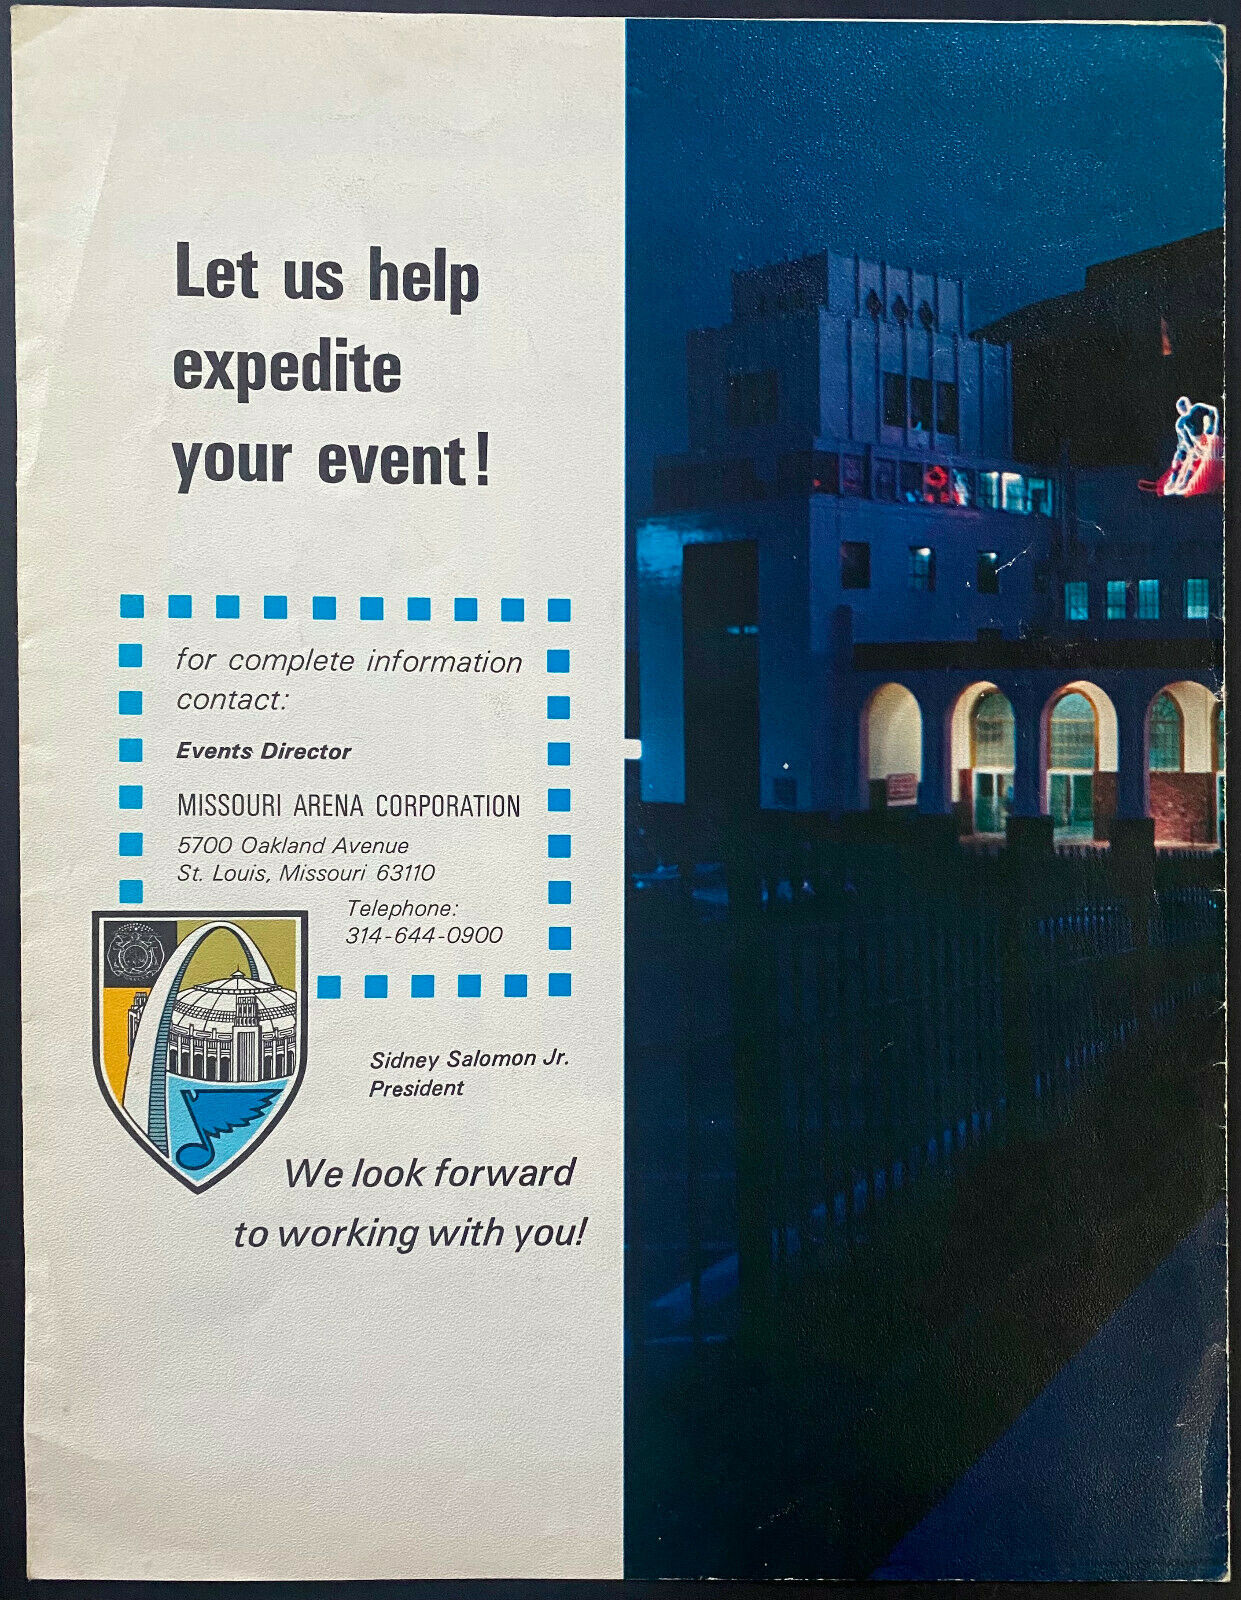 Let us help
expedite
your event!
for complete information
contact:
Events Director
MISSOURI ARENA CORPORATION
5700 Oakland Avenue
St. Louis, Missouri 63110
Telephone:
314-644-0900
Sidney Salomon Jr.
President
We look forward
to working with you!